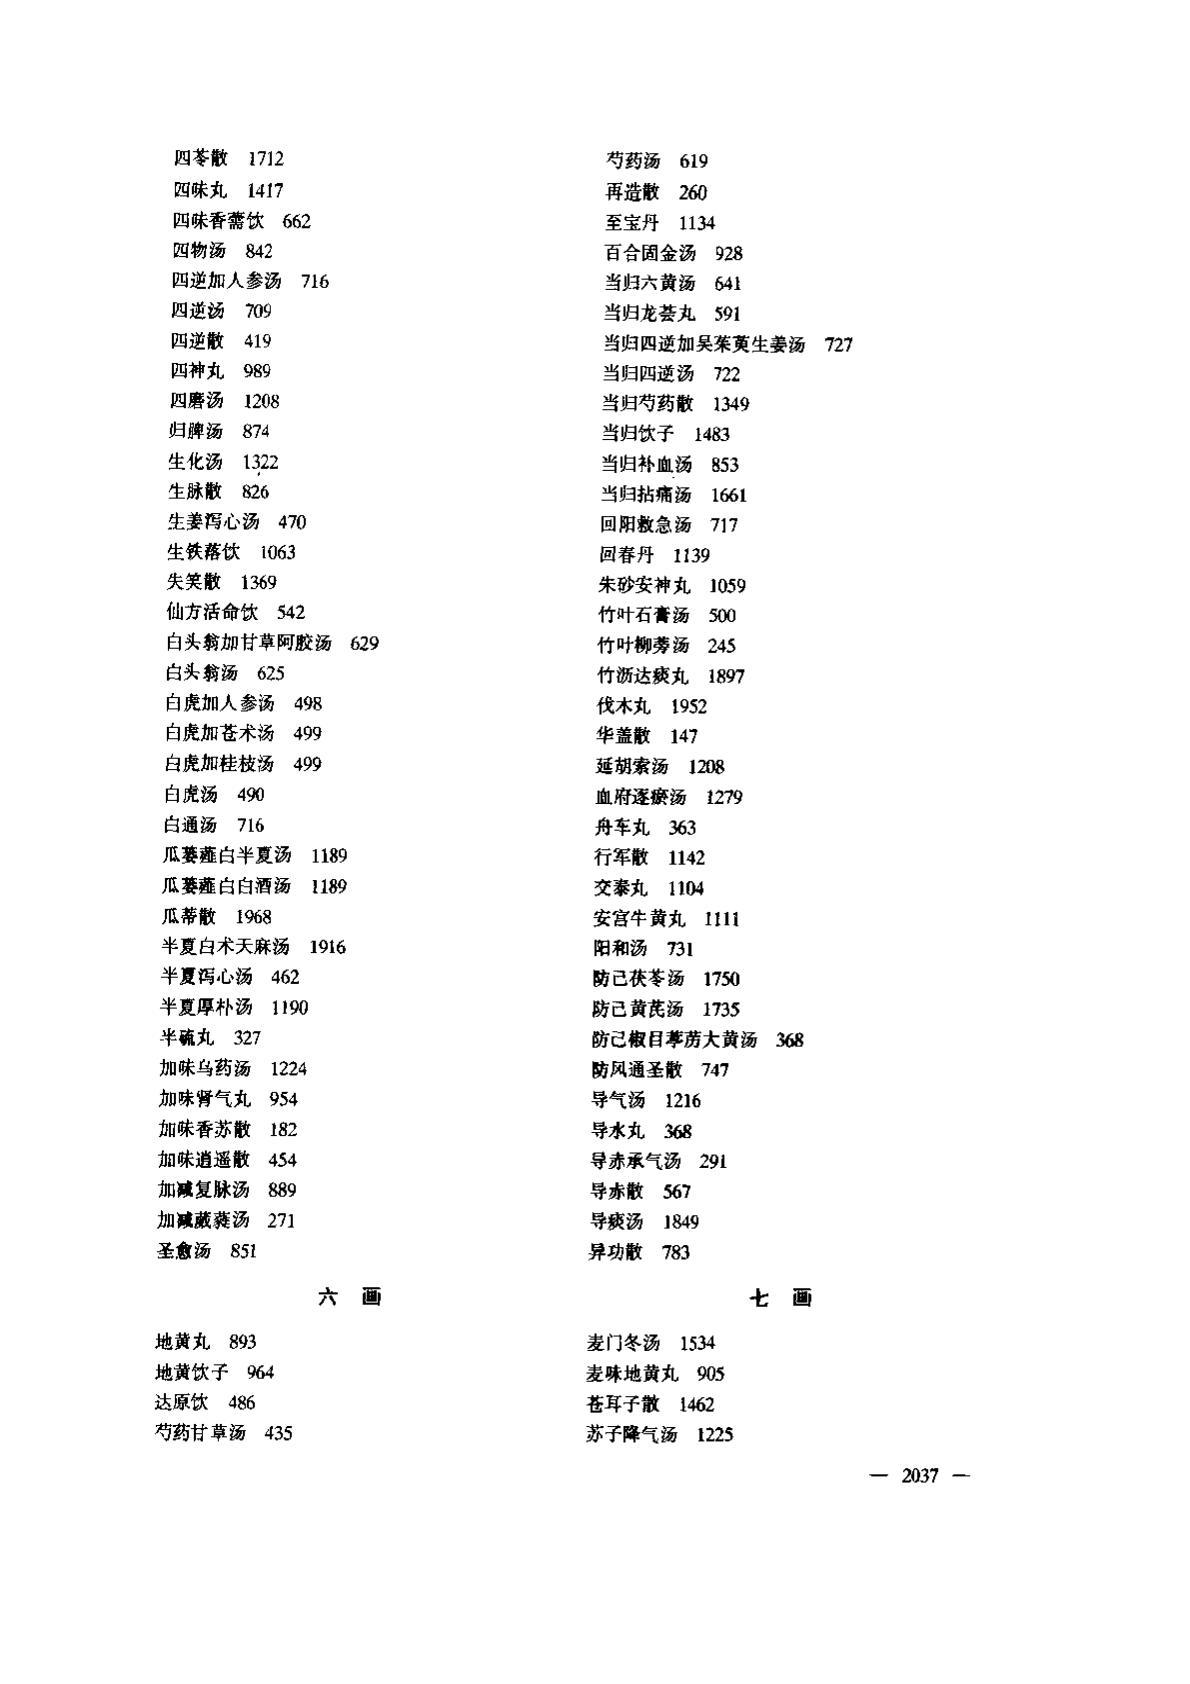 四苓散 1712
四味丸 1417
四味香薷饮 662
四物汤 842
四逆加人参汤 716
四逆汤 709
四逆散 419
四神丸 989
四磨汤 1208
归脾汤 874
生化汤 1322
生脉散 826
生姜泻心汤 470
生铁落饮 1063
失笑散 1369
仙方活命饮 542
白头翁加甘草阿胶汤 629
白头翁汤 625
白虎加人参汤 498
白虎加苍术汤 499
白虎加桂枝汤 499
白虎汤 490
白通汤 716
瓜蒌薤白半夏汤 1189
瓜蒌薤白白酒汤 1189
瓜蒂散 1968
半夏白术天麻汤 1916
半夏泻心汤 462
半夏厚朴汤 1190
半硫丸 327
加味乌药汤 1224
加味肾气丸 954
加味香苏散 182
加味逍遥散 454
加减复脉汤 889
加减葳蕤汤 271
圣愈汤 851
六 画
地黄丸 893
地黄饮子 964
达原饮 486
芍药甘草汤 435
芍药汤 619
再造散 260
至宝丹 1134
百合固金汤 928
当归六黄汤 641
当归龙荟丸 591
当归四逆加吴茱萸生姜汤 727
当归四逆汤 722
当归芍药散 1349
当归饮子 1483
当归补血汤 853
当归拈痛汤 1661
回阳救急汤 717
回春丹 1139
朱砂安神丸 1059
竹叶石膏汤 500
竹叶柳蒡汤 245
竹沥达痰丸 1897
伐木丸 1952
华盖散 147
延胡索汤 1208
血府逐瘀汤 1279
舟车丸 363
行军散 1142
交泰丸 1104
安宫牛黄丸 1111
阳和汤 731
防己茯苓汤 1750
防己黄芪汤 1735
防己椒目葶苈大黄汤 368
防风通圣散 747
导气汤 1216
导水丸 368
导赤承气汤 291
导赤散 567
导痰汤 1849
异功散 783
七 画
麦门冬汤 1534
麦味地黄丸 905
苍耳子散 1462
苏子降气汤 1225
— 2037 —